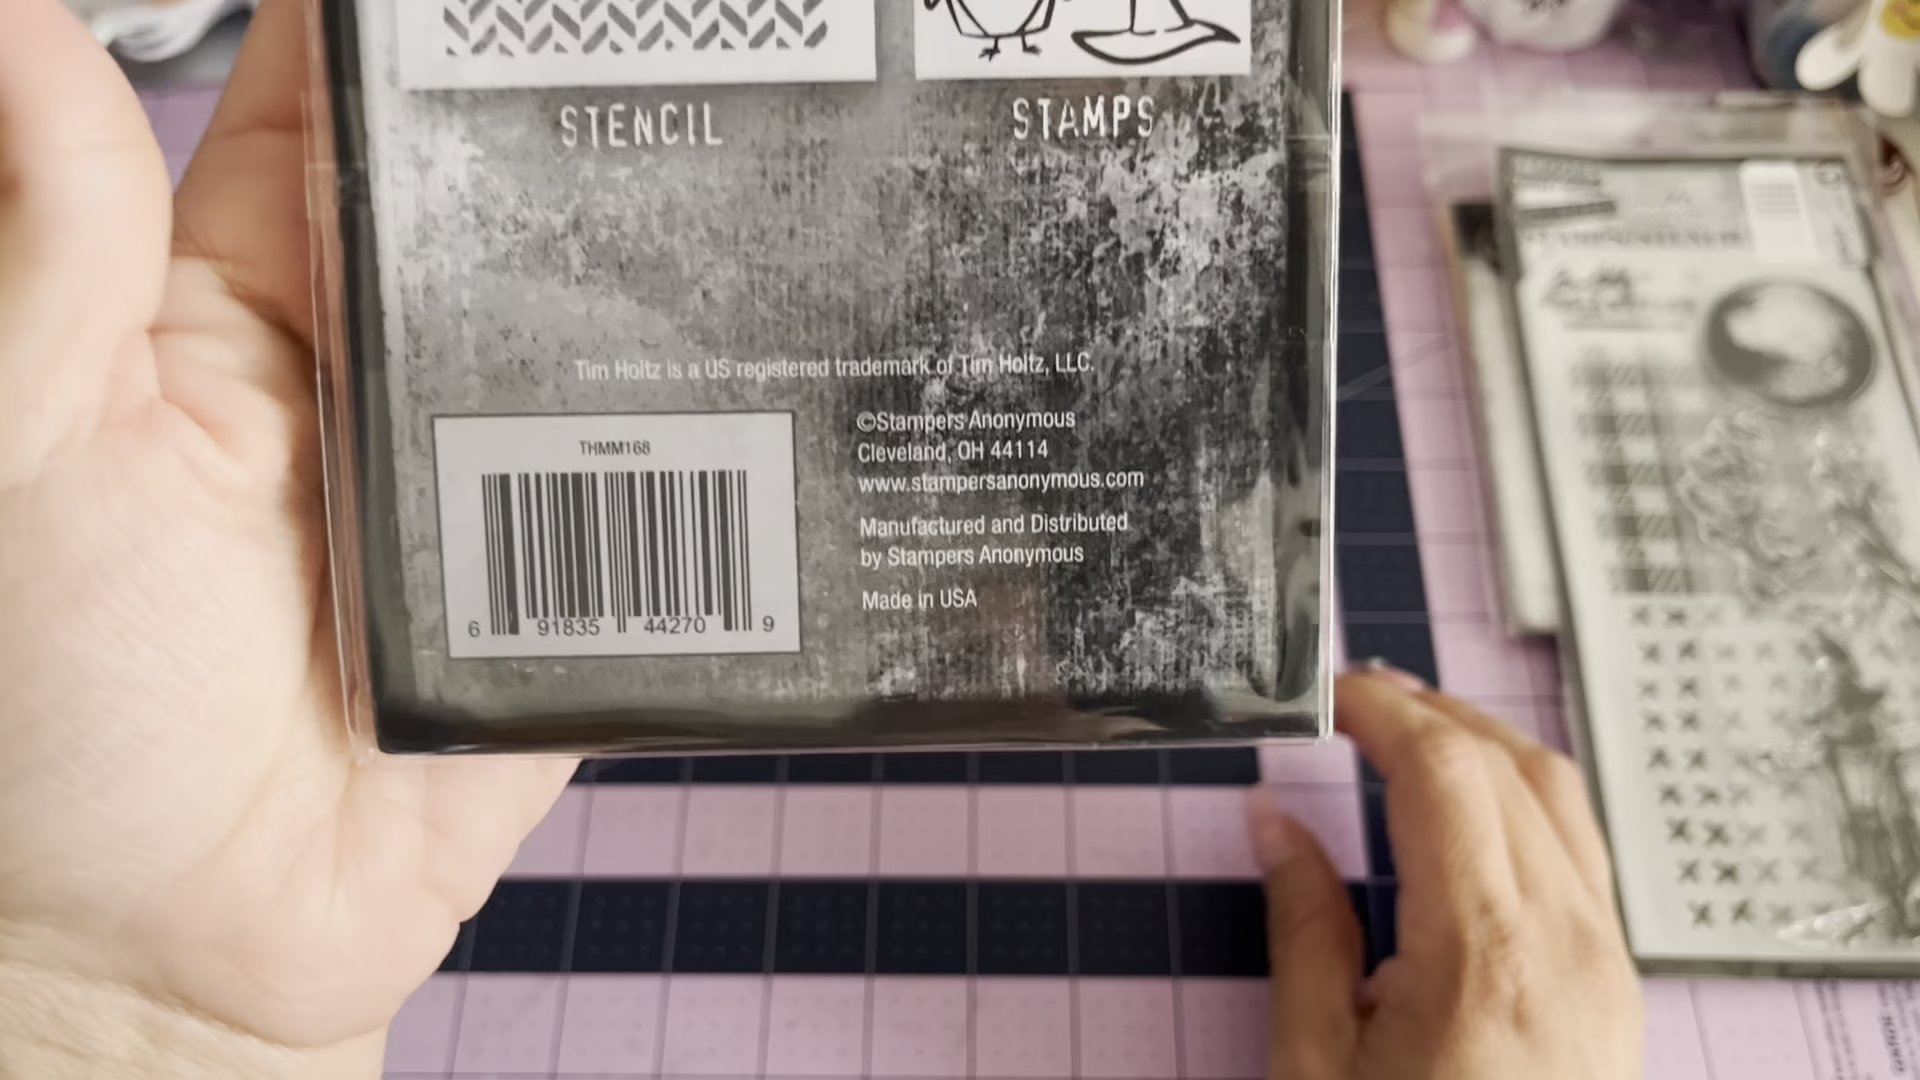 STENCIL
STAMPS
Tim Holtz is a US registered trademark of Tim Holtz, LLC.
THMM168
6 91835 44270 9
©Stampers Anonymous
Cleveland, OH 44114
www.stampersanonymous.com
Manufactured and Distributed
by Stampers Anonymous
Made in USA